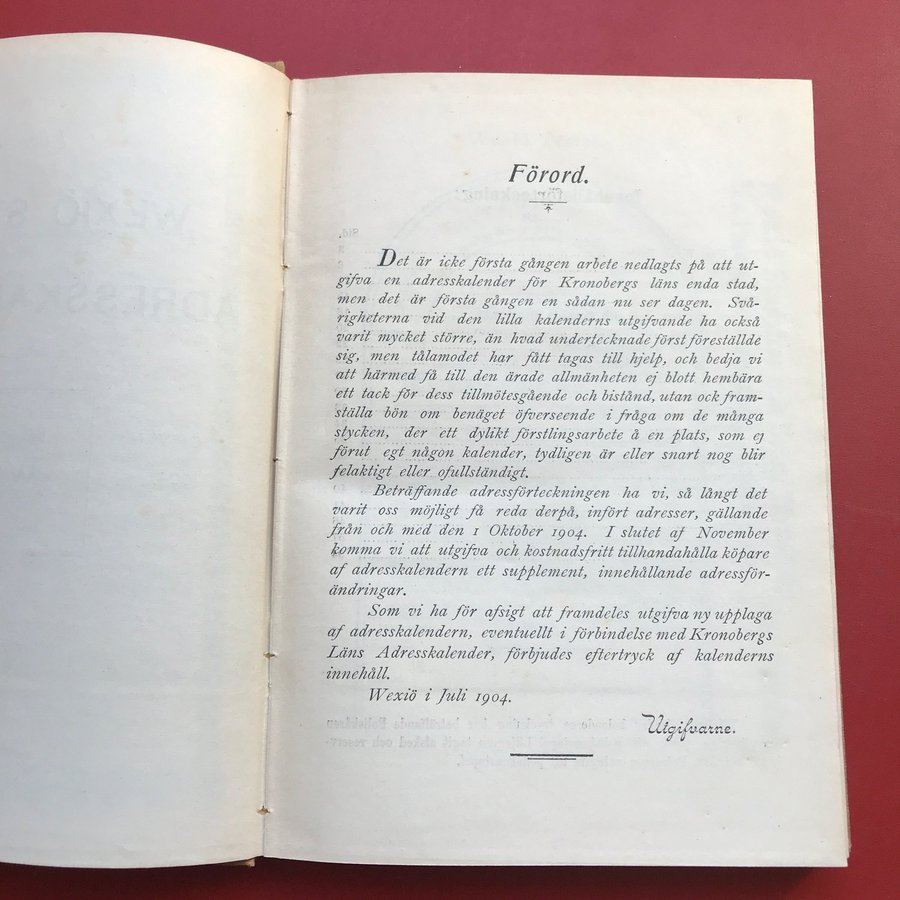 Förord.
Det är icke första gången arbete nedlagts på att ut-
gifva en adresskalender för Kronobergs läns enda stad,
men det är första gången en sådan nu ser dagen. Svå-
righeterna vid den lilla kalenderns utgifvande ha också
varit mycket större, än hvad undertecknade först föreställde
sig, men tålamodet har fått tagas till hjelp, och bedja vi
att härmed få till den ärade allmänheten ej blott hembära
ett tack för dess tillmötesgående och bistånd, utan ock fram-
ställa bön om benäget öfverseende i fråga om de många
stycken, der ett dylikt förstlingsarbete å en plats, som ej
förut egt någon kalender, tydligen är eller snart nog blir
felaktigt eller ofullständigt.
Beträffande adressförteckningen ha vi, så långt det
varit oss möjligt få reda derpå, infört adresser, gällande
från och med den 1 Oktober 1904. I slutet af November
komma vi att utgifva och kostnadsfritt tillhandahålla köpare
af adresskalendern ett supplement, innehållande adressför-
ändringar.
Som vi ha för afsigt att framdeles utgifva ny upplaga
af adresskalendern, eventuellt i förbindelse med Kronobergs
Läns Adresskalender, förbjudes eftertryck af kalenderns
innehåll.
Wexiö i Juli 1904.
Utgifvarne.